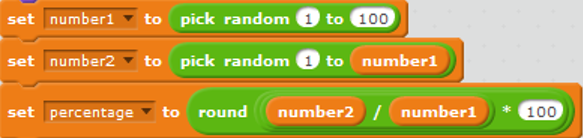 set number1 to pick random 1 to 100
set number2 to pick random 1 to number1
set percentage to round number2 / number1 * 100